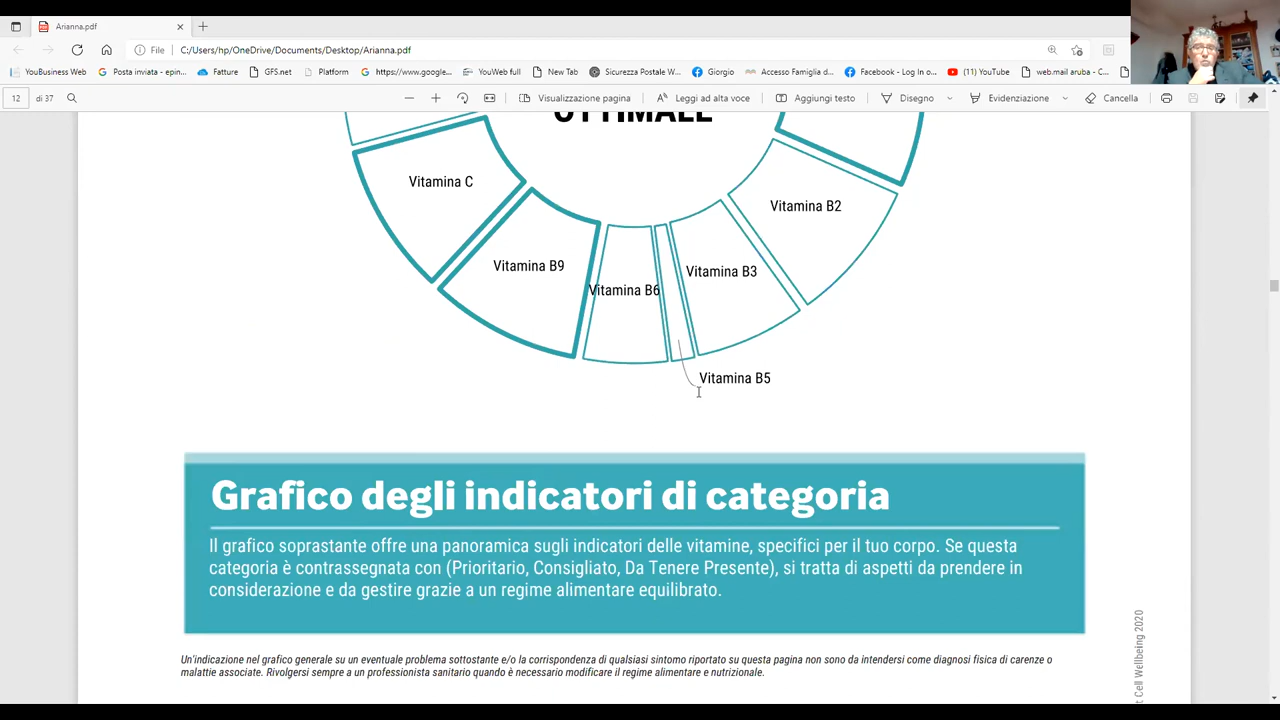 Arianna.pdf
File C:/Users/hp/OneDrive/Documents/Desktop/Arianna.pdf
YouBusiness Web Posta inviata - epin... Fatture GFS.net Platform https://www.google... YouWeb full New Tab Sicurezza Postale W... Giorgio Accesso Famiglia d... Facebook - Log In o... (11) YouTube web.mail aruba - C...
12 di 37 Visualizzazione pagina Leggi ad alta voce Aggiungi testo Disegno Evidenziazione Cancella
OTTIMALE
Vitamina C
Vitamina B2
Vitamina B9
Vitamina B3
Vitamina B6
Vitamina B5
Grafico degli indicatori di categoria
Il grafico soprastante offre una panoramica sugli indicatori delle vitamine, specifici per il tuo corpo. Se questa
categoria è contrassegnata con (Prioritario, Consigliato, Da Tenere Presente), si tratta di aspetti da prendere in
considerazione e da gestire grazie a un regime alimentare equilibrato.
Un'indicazione nel grafico generale su un eventuale problema sottostante e/o la corrispondenza di qualsiasi sintomo riportato su questa pagina non sono da intendersi come diagnosi fisica di carenze o
malattie associate. Rivolgersi sempre a un professionista sanitario quando è necessario modificare il regime alimentare e nutrizionale.
t Cell Wellbeing 2020